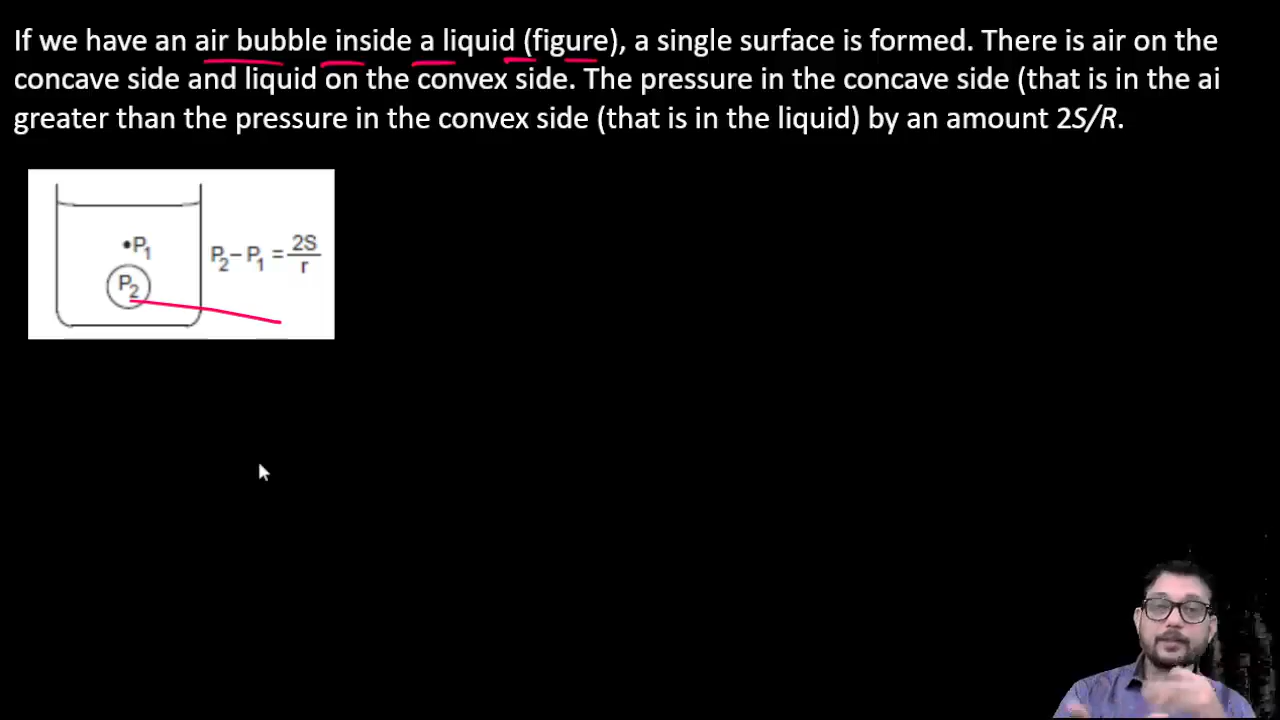 If we have an air bubble inside a liquid (figure), a single surface is formed. There is air on the
concave side and liquid on the convex side. The pressure in the concave side (that is in the ai
greater than the pressure in the convex side (that is in the liquid) by an amount 2S/R.
•P₁
P₂
P₂ – P₁ = 2S/r